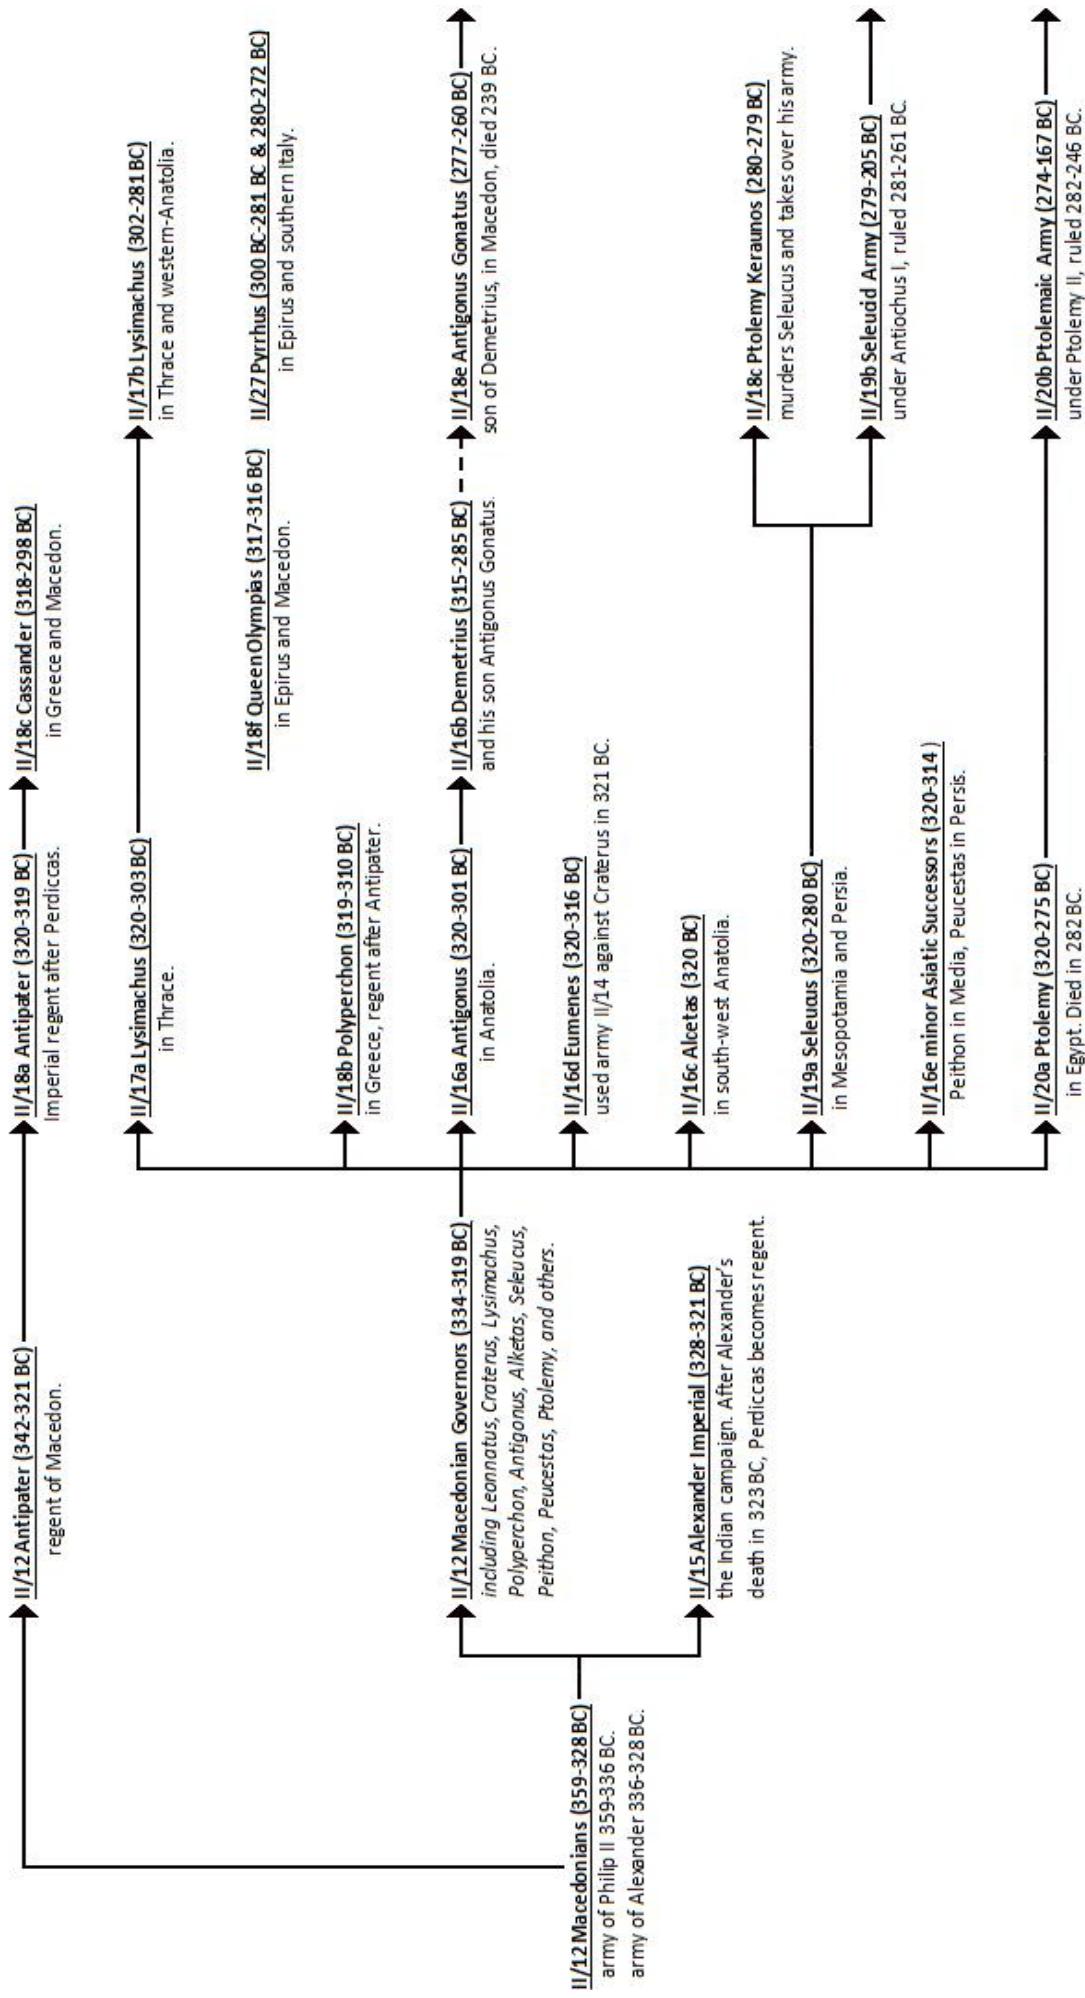 II/12 Macedonians (359-328 BC)
army of Philip II 359-336 BC.
army of Alexander 336-328 BC.
II/12 Antipater (342-321 BC)
regent of Macedon.
II/12 Macedonian Governors (334-319 BC)
including Leonnatus, Craterus, Lysimachus,
Polyperchon, Antigonus, Alketas, Seleucus,
Peithon, Peucestas, Ptolemy, and others.
II/15 Alexander Imperial (328-321 BC)
the Indian campaign. After Alexander's
death in 323 BC, Perdiccas becomes regent.
II/18a Antipater (320-319 BC)
Imperial regent after Perdiccas.
II/17a Lysimachus (320-303 BC)
in Thrace.
II/18b Polyperchon (319-310 BC)
in Greece, regent after Antipater.
II/16a Antigonus (320-301 BC)
in Anatolia.
II/16d Eumenes (320-316 BC)
used army II/14 against Craterus in 321 BC.
II/16c Alcetas (320 BC)
in south-west Anatolia.
II/19a Seleucus (320-280 BC)
in Mesopotamia and Persia.
II/16e minor Asiatic Successors (320-314 )
Peithon in Media, Peucestas in Persis.
II/20a Ptolemy (320-275 BC)
in Egypt. Died in 282 BC.
II/18c Cassander (318-298 BC)
in Greece and Macedon.
II/18f Queen Olympias (317-316 BC)
in Epirus and Macedon.
II/16b Demetrius (315-285 BC)
and his son Antigonus Gonatus.
II/17b Lysimachus (302-281 BC)
in Thrace and western-Anatolia.
II/27 Pyrrhus (300 BC-281 BC & 280-272 BC)
in Epirus and southern Italy.
II/18e Antigonus Gonatus (277-260 BC)
son of Demetrius, in Macedon, died 239 BC.
II/18c Ptolemy Keraunos (280-279 BC)
murders Seleucus and takes over his army.
II/19b Seleucid Army (279-205 BC)
under Antiochus I, ruled 281-261 BC.
II/20b Ptolemaic Army (274-167 BC)
under Ptolemy II, ruled 282-246 BC.